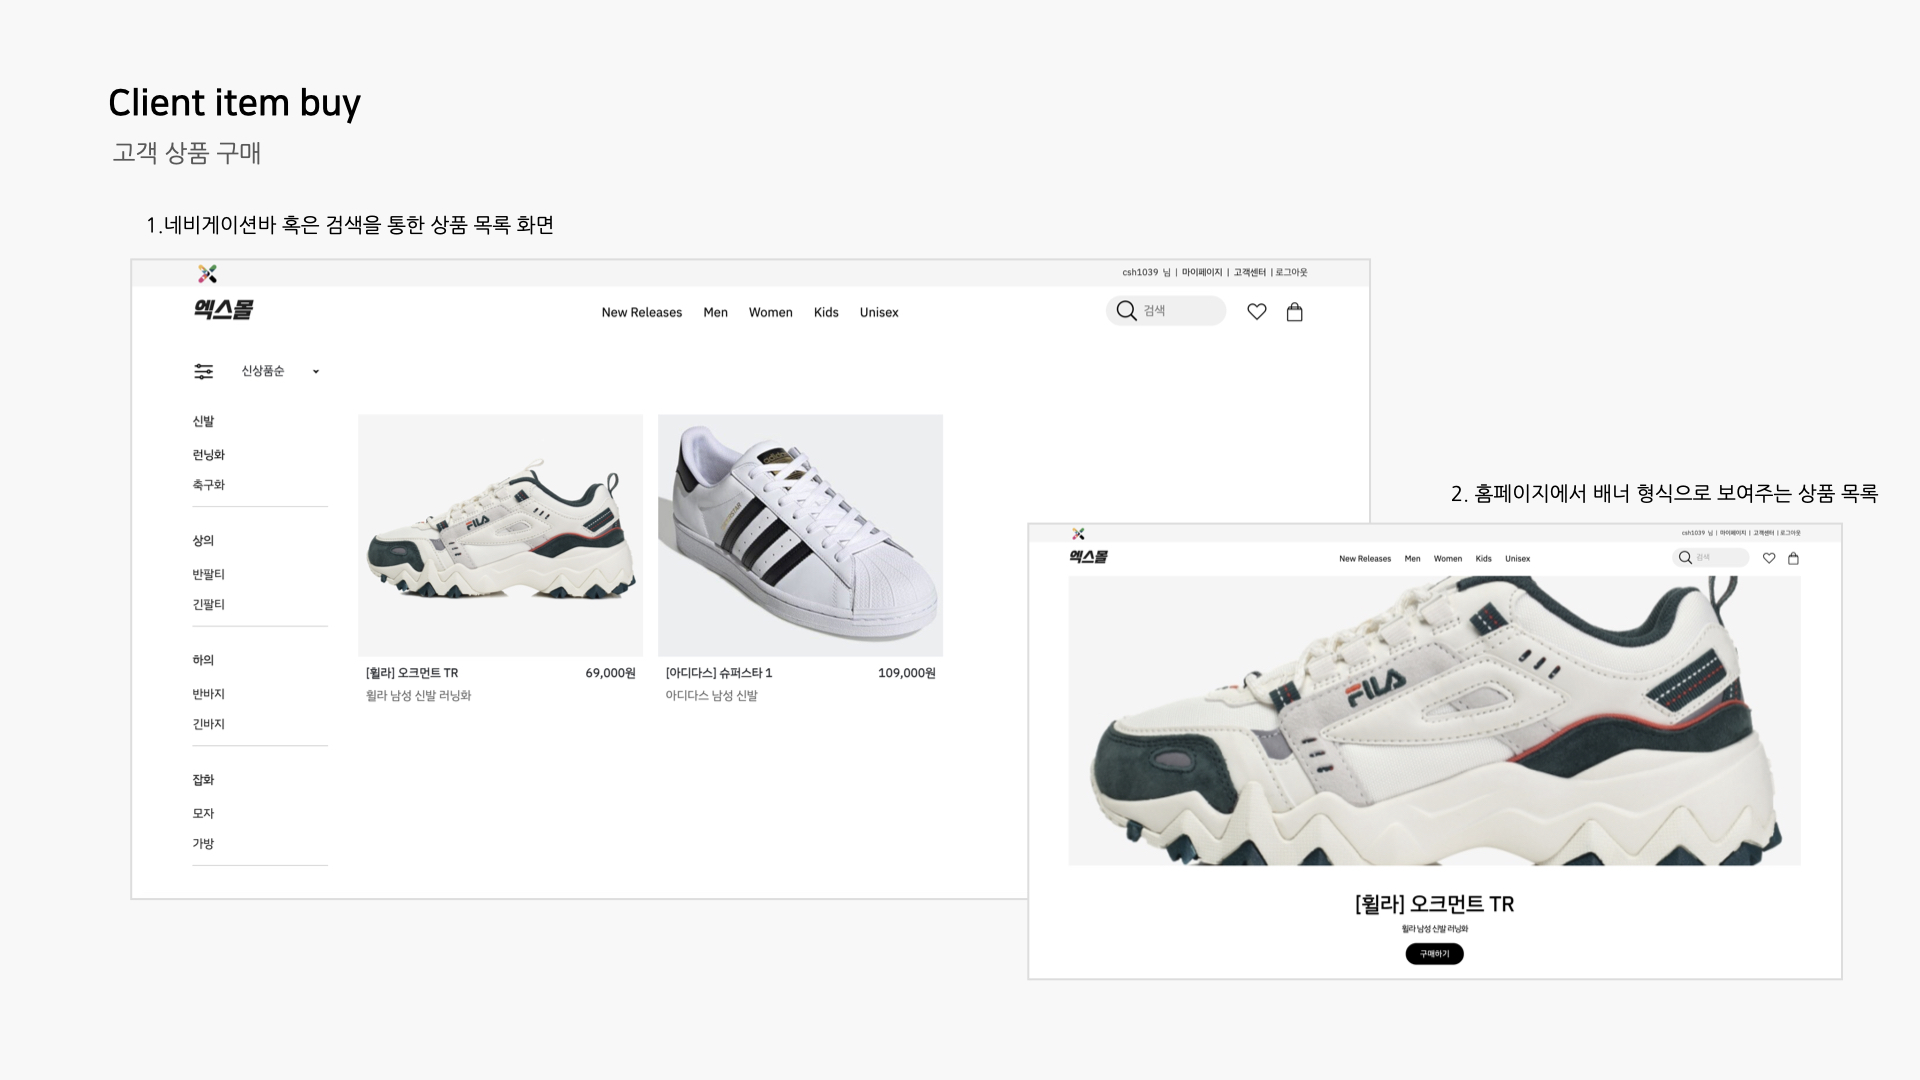 Client item buy
고객 상품 구매
1.네비게이션바 혹은 검색을 통한 상품 목록 화면
csh1039 님 | 마이페이지 | 고객센터 | 로그아웃
엑스몰
New Releases Men Women Kids Unisex
검색
신상품순
신발
런닝화
축구화
상의
반팔티
긴팔티
하의
반바지
긴바지
잡화
모자
가방
FILA
adidas
[휠라] 오크먼트 TR 69,000원
휠라 남성 신발 러닝화
[아디다스] 슈퍼스타 1 109,000원
아디다스 남성 신발
2. 홈페이지에서 배너 형식으로 보여주는 상품 목록
csh1039 님 | 마이페이지 | 고객센터 | 로그아웃
엑스몰
New Releases Men Women Kids Unisex
검색
FILA
[휠라] 오크먼트 TR
휠라 남성 신발 러닝화
구매하기